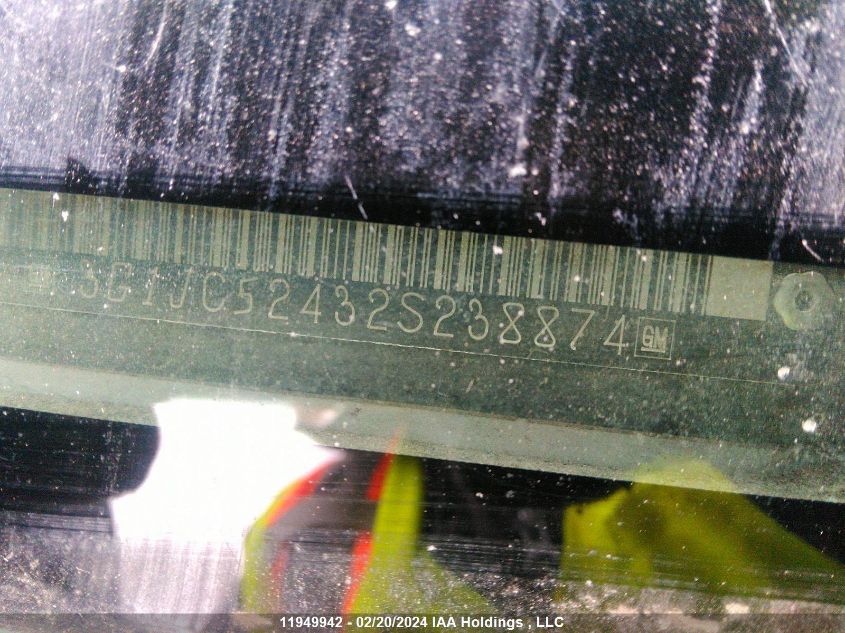 3G1JC52432S238874 GM
11949942 - 02/20/2024 IAA Holdings , LLC